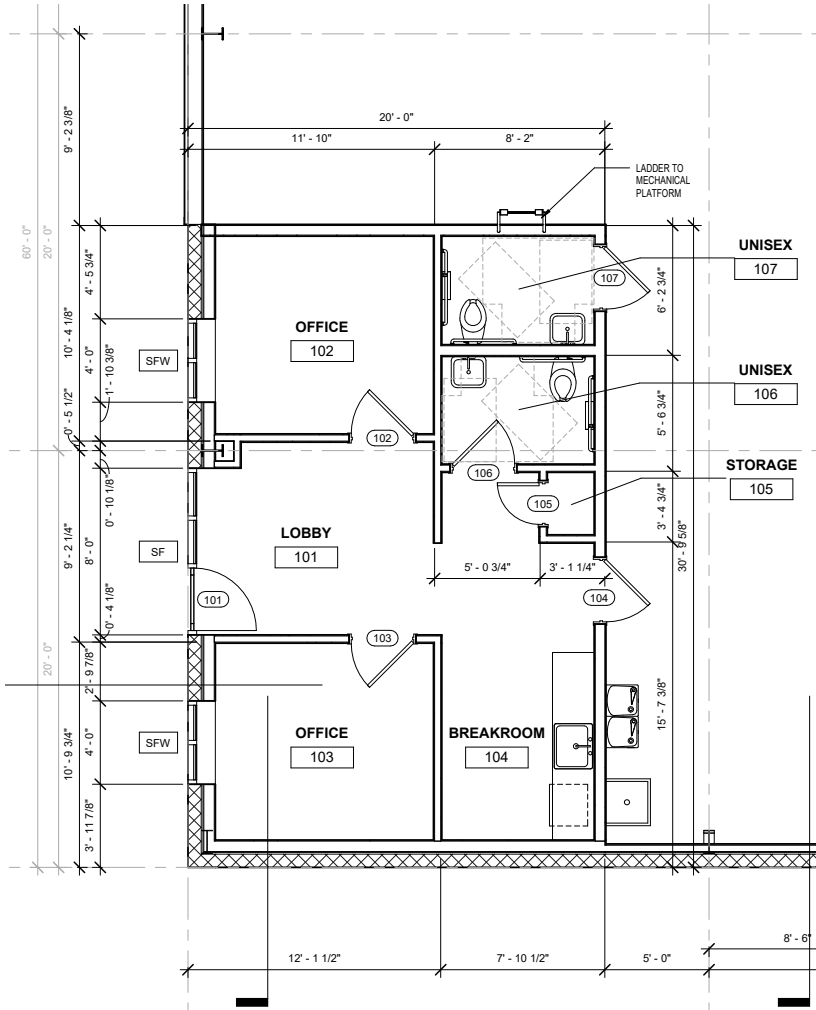 20' - 0"
11' - 10"
8' - 2"
LADDER TO
MECHANICAL
PLATFORM
9' - 2 3/8"
60' - 0"
20' - 0"
4' - 5 3/4"
10' - 4 1/8"
4' - 0"
1' - 10 3/8"
0' - 5 1/2"
SFW
OFFICE
102
102
UNISEX
107
107
6' - 2 3/4"
UNISEX
106
106
5' - 6 3/4"
STORAGE
105
105
3' - 4 3/4"
30' - 9 5/8"
0' - 10 1/8"
9' - 2 1/4"
8' - 0"
0' - 4 1/8"
SF
LOBBY
101
101
5' - 0 3/4"
3' - 1 1/4"
104
103
20' - 0"
2' - 9 7/8"
10' - 9 3/4"
4' - 0"
3' - 11 7/8"
SFW
OFFICE
103
BREAKROOM
104
15' - 7 3/8"
12' - 1 1/2"
7' - 10 1/2"
5' - 0"
8' - 6"